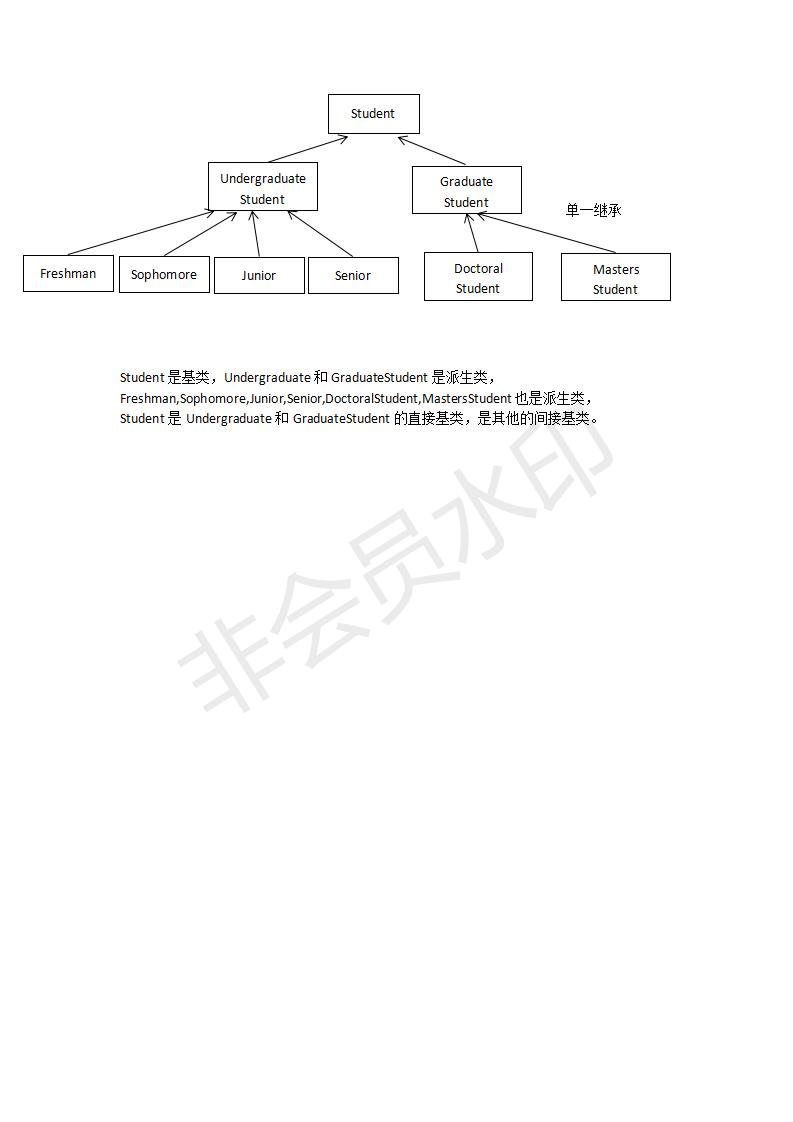 Student
Undergraduate
Student
Graduate
Student
单一继承
Freshman
Sophomore
Junior
Senior
Doctoral
Student
Masters
Student
Student 是基类，Undergraduate 和 GraduateStudent 是派生类，
Freshman,Sophomore,Junior,Senior,DoctoralStudent,MastersStudent 也是派生类，
Student 是 Undergraduate 和 GraduateStudent 的直接基类，是其他的间接基类。
非会员水印